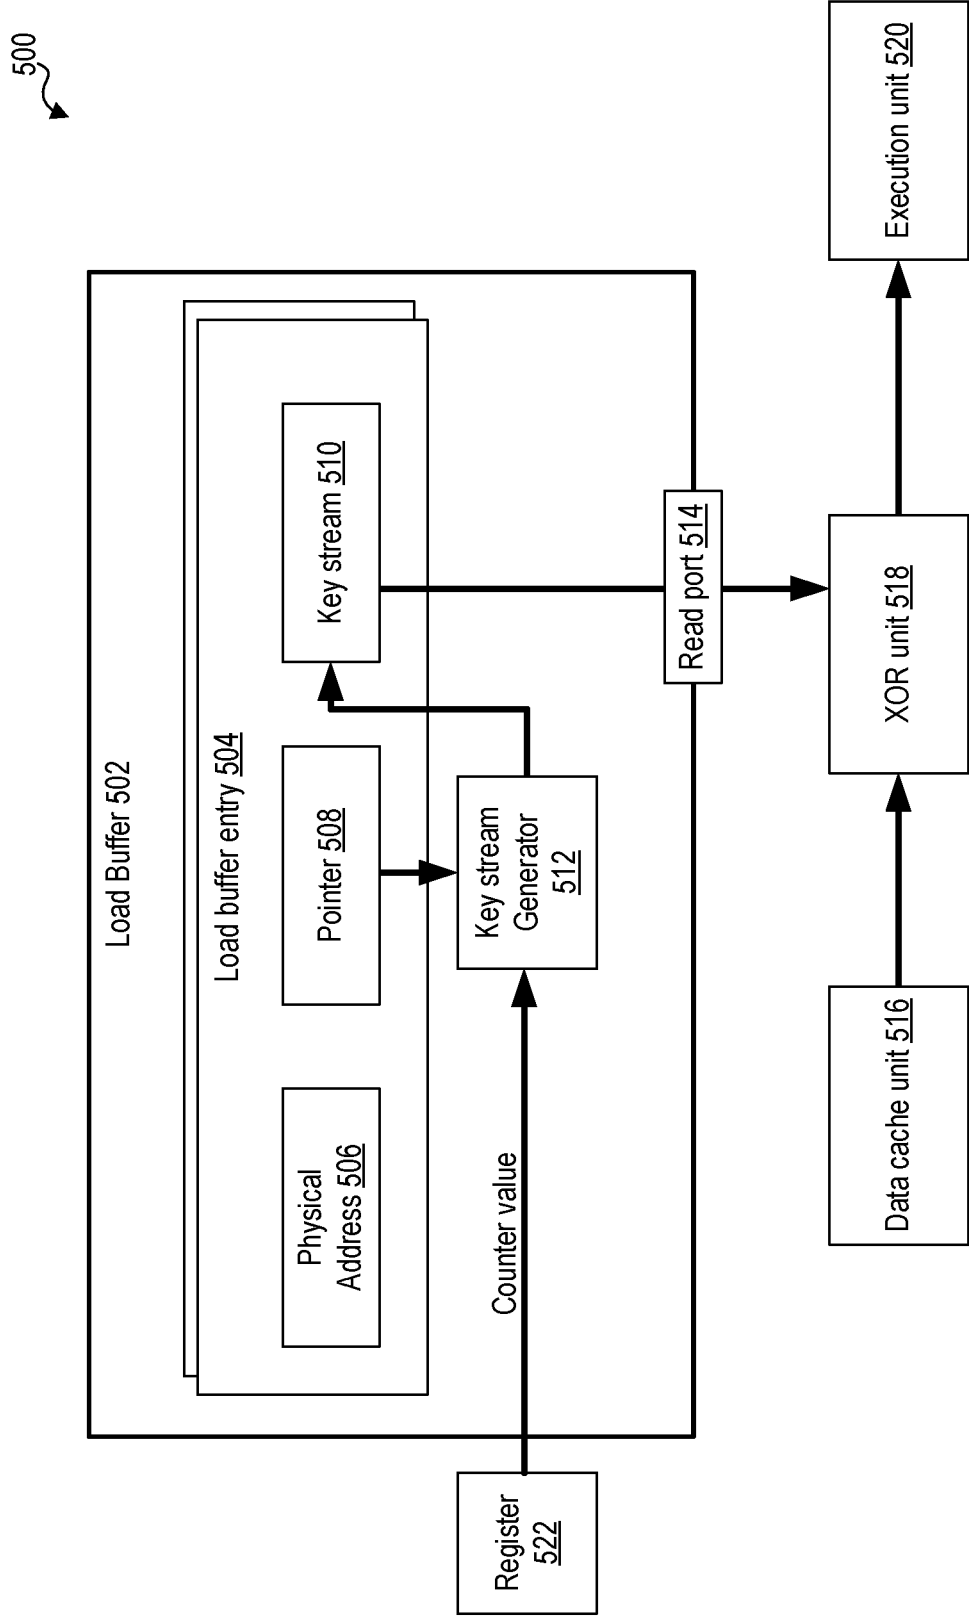 500
Load Buffer 502
Load buffer entry 504
Physical
Address 506
Pointer 508
Key stream 510
Key stream
Generator
512
Counter value
Register
522
Read port 514
Data cache unit 516
XOR unit 518
Execution unit 520